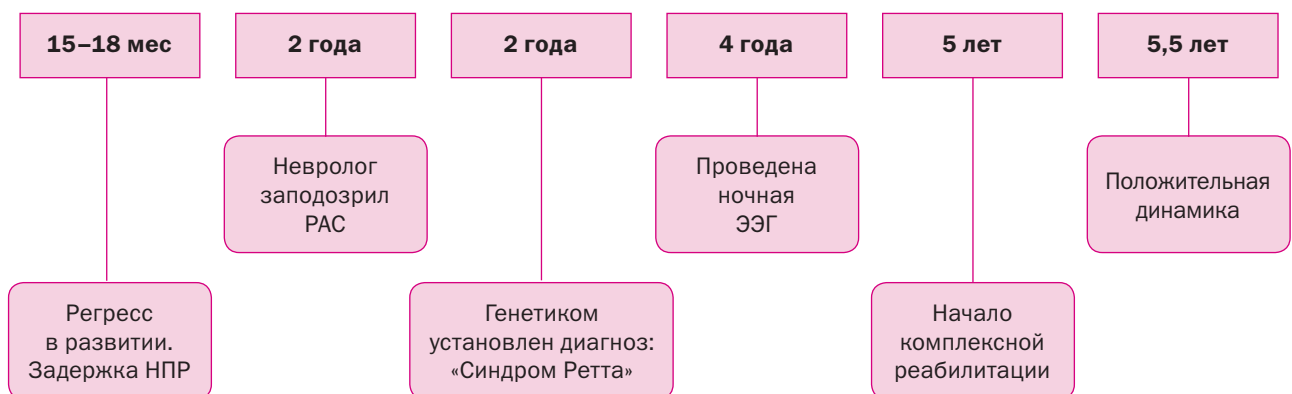 15–18 мес
2 года
2 года
4 года
5 лет
5,5 лет
Невролог
заподозрил
РАС
Проведена
ночная
ЭЭГ
Положительная
динамика
Регресс
в развитии.
Задержка НПР
Генетиком
установлен диагноз:
«Синдром Ретта»
Начало
комплексной
реабилитации